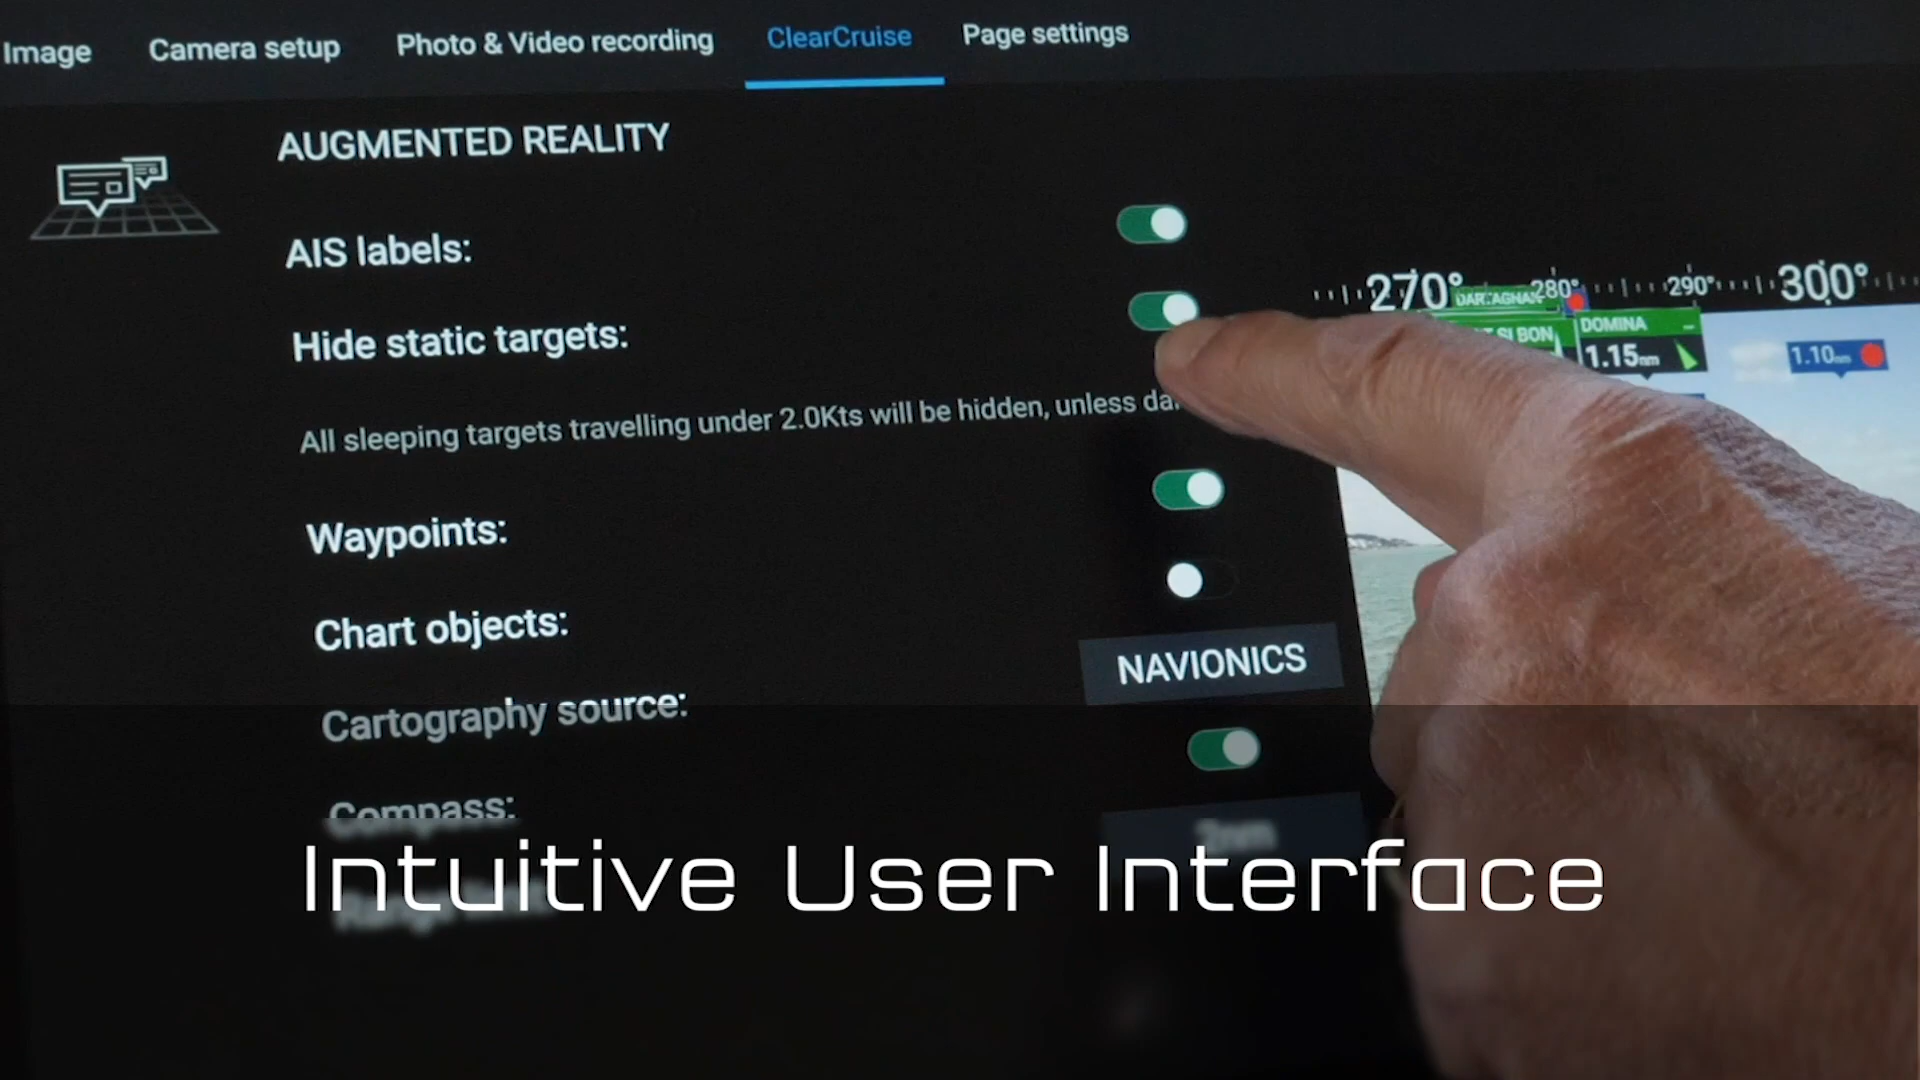 Image
Camera setup
Photo & Video recording
ClearCruise
Page settings
AUGMENTED REALITY
AIS labels:
Hide static targets:
270°
280°
290°
300°
DOMINA
1.15nm
1.10nm
All sleeping targets travelling under 2.0Kts will be hidden, unless
Waypoints:
Chart objects:
NAVIONICS
Cartography source:
Compass:
2nm
Intuitive User Interface